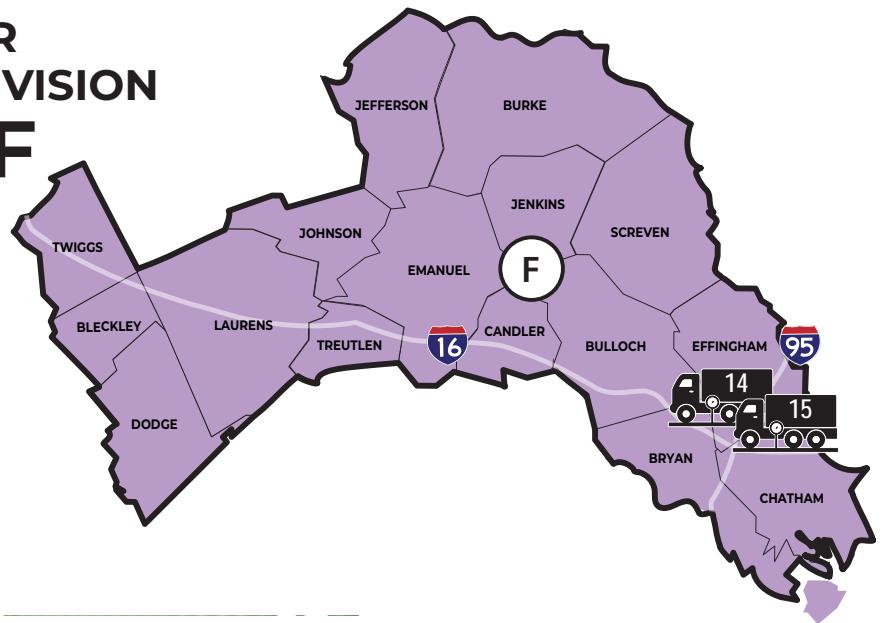 R
VISION
F
JEFFERSON
BURKE
JENKINS
TWIGGS
JOHNSON
SCREVEN
EMANUEL
F
BLECKLEY
LAURENS
TREUTLEN
16
CANDLER
BULLOCH
EFFINGHAM
95
14
15
DODGE
BRYAN
CHATHAM